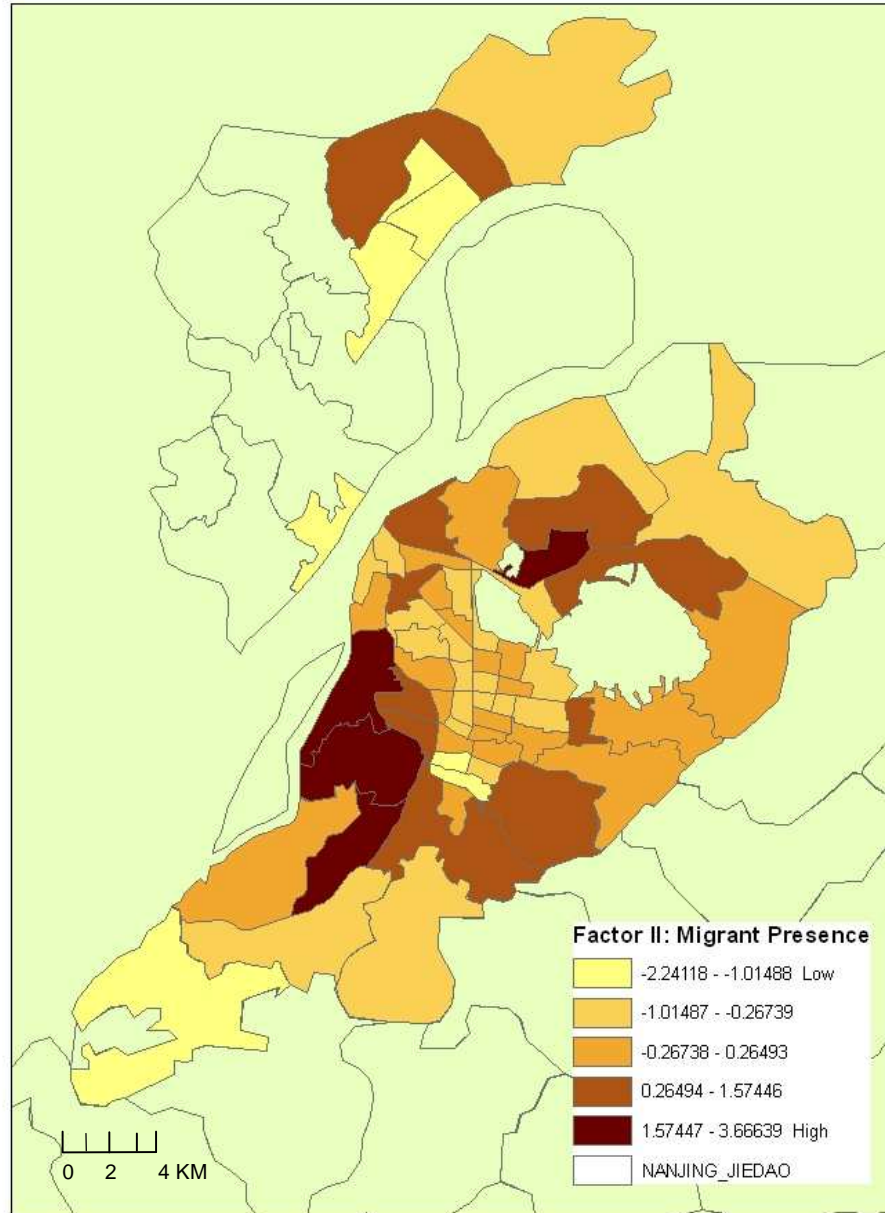 Factor II: Migrant Presence
-2.24118 - -1.01488 Low
-1.01487 - -0.26739
-0.26738 - 0.26493
0.26494 - 1.57446
1.57447 - 3.66639 High
NANJING_JIEDAO
0 2 4 KM